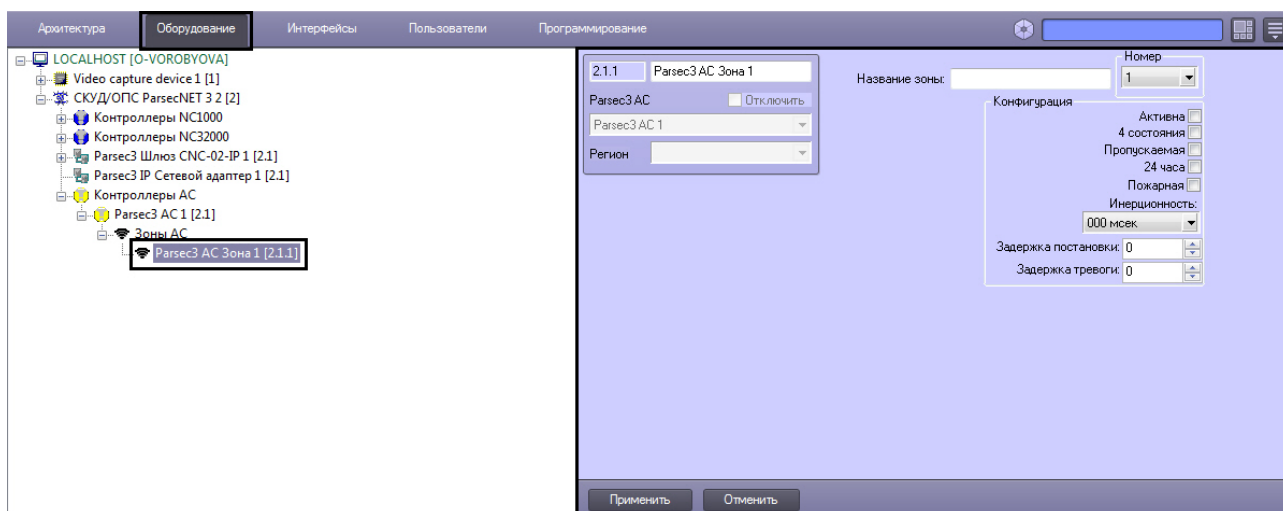 Архитектура Оборудование Интерфейсы Пользователи Программирование
LOCALHOST [O-VOROBYOVA]
Video capture device 1 [1]
СКУД/ОПС ParsecNET 3 2 [2]
Контроллеры NC1000
Контроллеры NC32000
Parsec3 Шлюз CNC-02-IP 1 [2.1]
Parsec3 IP Сетевой адаптер 1 [2.1]
Контроллеры АС
Parsec3 AC 1 [2.1]
Зоны АС
Parsec3 AC Зона 1 [2.1.1]
2.1.1 Parsec3 AC Зона 1
Parsec3 AC Отключить
Parsec3 AC 1
Регион
Название зоны:
Номер
1
Конфигурация
Активна
4 состояния
Пропускаемая
24 часа
Пожарная
Инерционность:
000 мсек
Задержка постановки: 0
Задержка тревоги: 0
Применить Отменить